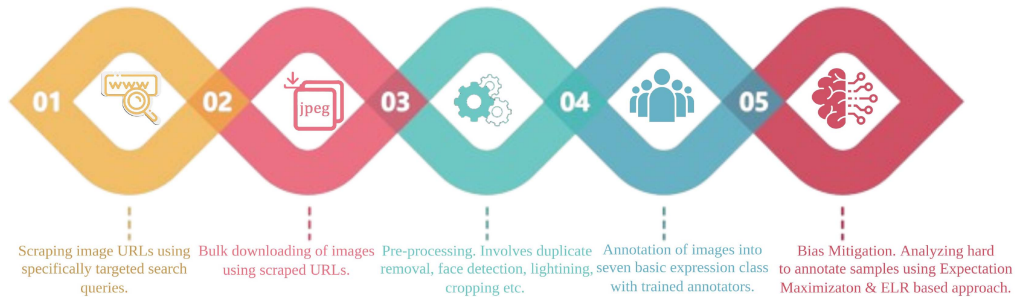 01
www
02
jpeg
03
04
05
Scraping image URLs using
specifically targeted search
queries.
Bulk downloading of images
using scraped URLs.
Pre-processing. Involves duplicate
removal, face detection, lightining,
cropping etc.
Annotation of images into
seven basic expression class
with trained annotators.
Bias Mitigation. Analyzing hard
to annotate samples using Expectation
Maximizaton & ELR based approach.